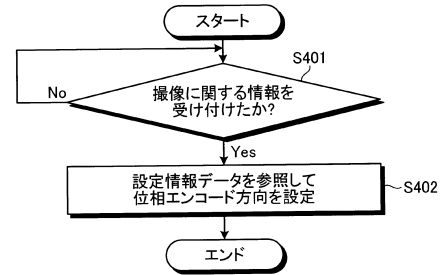 スタート
S401
撮像に関する情報を
受け付けたか?
No
Yes
設定情報データを参照して
位相エンコード方向を設定
S402
エンド